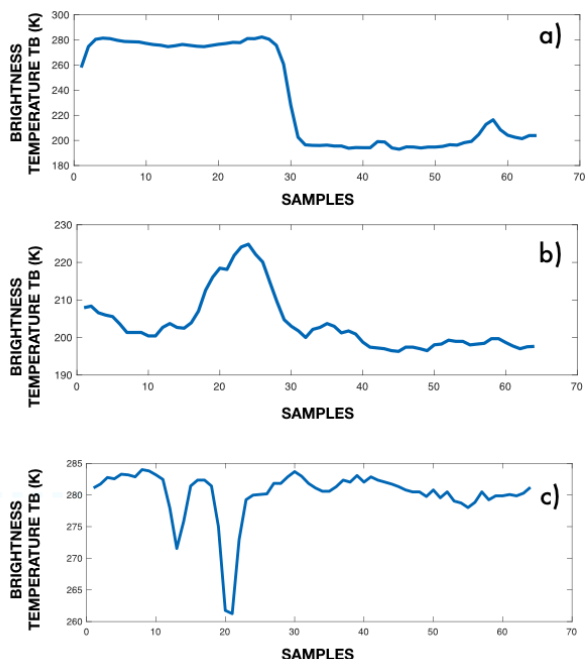 BRIGHTNESS
TEMPERATURE TB (K)
300
280
260
240
220
200
180
a)
0 10 20 30 40 50 60 70
SAMPLES
BRIGHTNESS
TEMPERATURE TB (K)
230
220
210
200
190
b)
0 10 20 30 40 50 60 70
SAMPLES
BRIGHTNESS
TEMPERATURE TB (K)
285
280
275
270
265
260
c)
0 10 20 30 40 50 60 70
SAMPLES